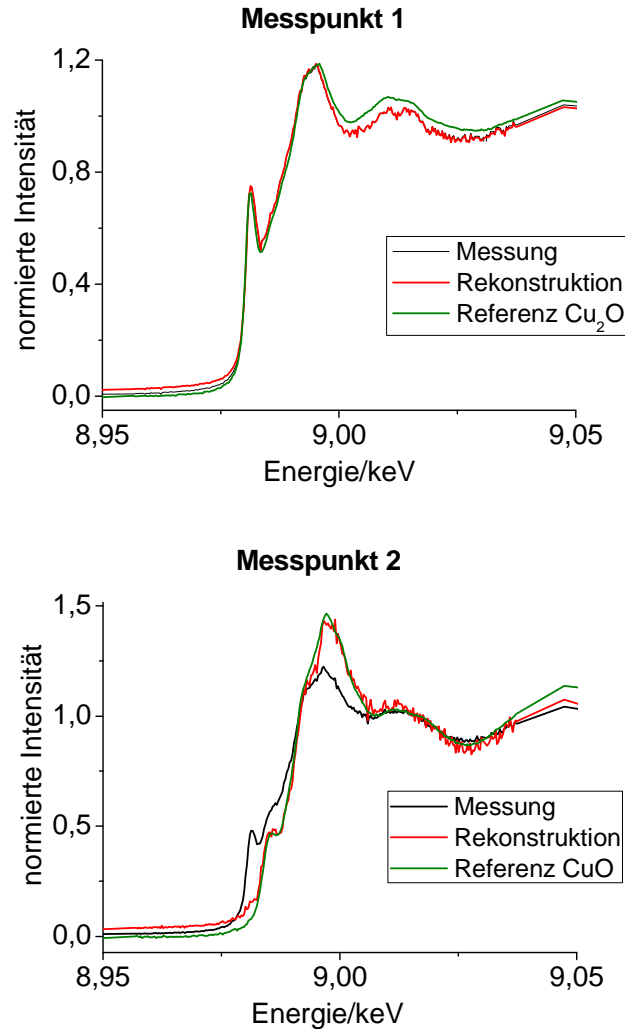 Messpunkt 1
1,2
0,8
0,4
0,0
normierte Intensität
Messung
Rekonstruktion
Referenz Cu₂O
8,95 9,00 9,05
Energie/keV
Messpunkt 2
1,5
1,0
0,5
0,0
normierte Intensität
Messung
Rekonstruktion
Referenz CuO
8,95 9,00 9,05
Energie/keV